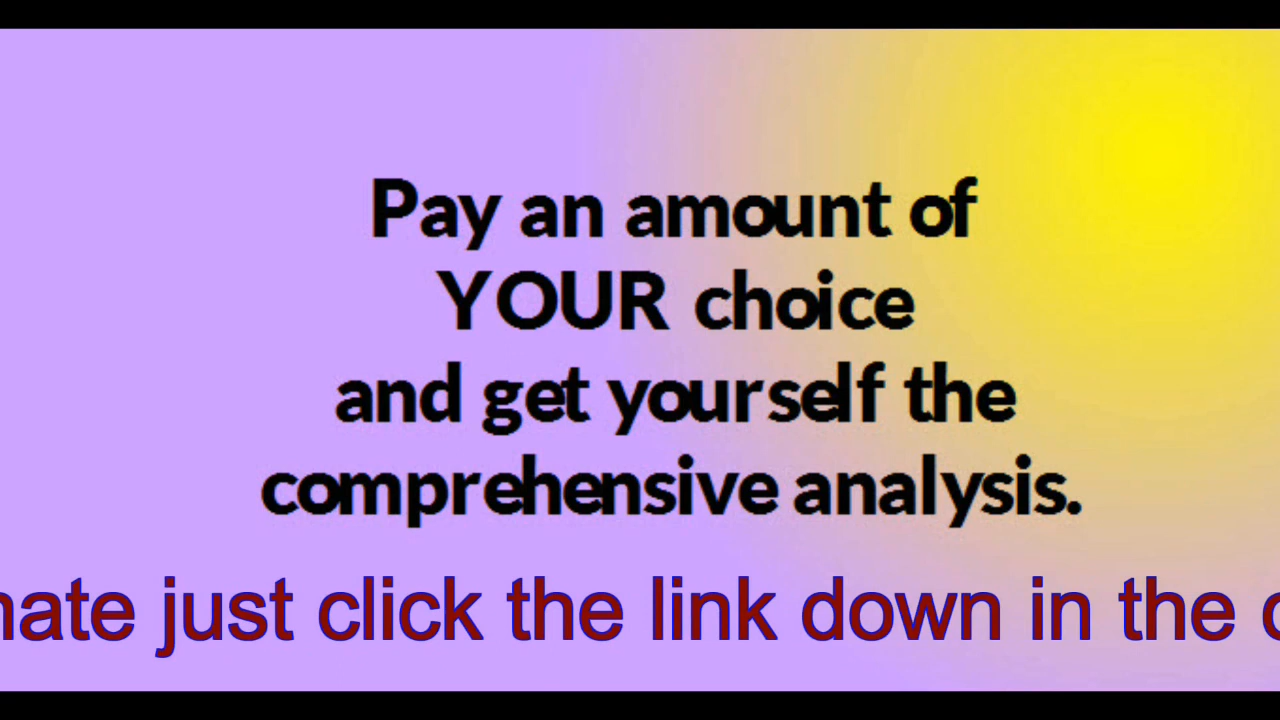 Pay an amount of
YOUR choice
and get yourself the
comprehensive analysis.
just click the link down in the